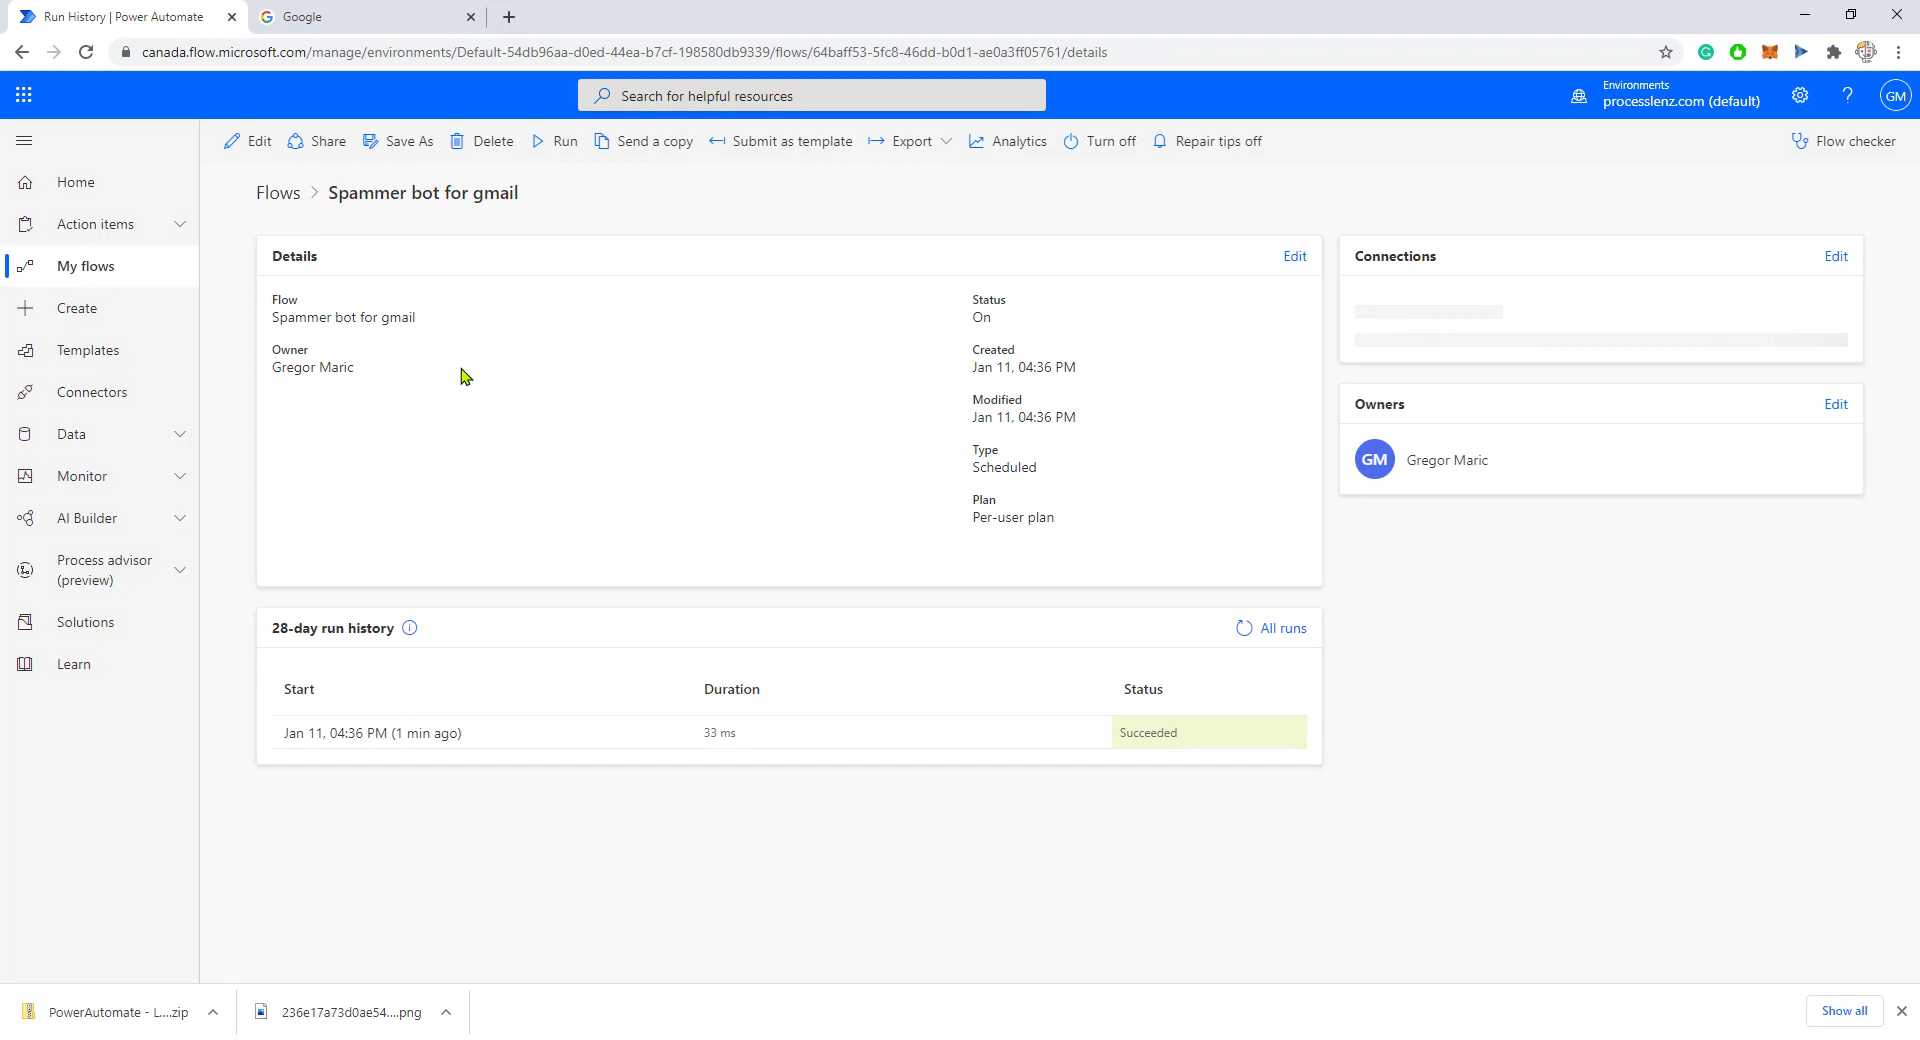 Run History | Power Automate
Google
canada.flow.microsoft.com/manage/environments/Default-54db96aa-d0ed-44ea-b7cf-198580db9339/flows/64baff53-5fc8-46dd-b0d1-ae0a3ff05761/details
Search for helpful resources
Environments
processlenz.com (default)
GM
Edit
Share
Save As
Delete
Run
Send a copy
Submit as template
Export
Analytics
Turn off
Repair tips off
Flow checker
Home
Action items
My flows
Create
Templates
Connectors
Data
Monitor
AI Builder
Process advisor
(preview)
Solutions
Learn
Flows > Spammer bot for gmail
Details
Edit
Flow
Spammer bot for gmail
Owner
Gregor Maric
Status
On
Created
Jan 11, 04:36 PM
Modified
Jan 11, 04:36 PM
Type
Scheduled
Plan
Per-user plan
Connections
Edit
Owners
Edit
GM
Gregor Maric
28-day run history
All runs
Start
Duration
Status
Jan 11, 04:36 PM (1 min ago)
33 ms
Succeeded
PowerAutomate - L....zip
236e17a73d0ae54....png
Show all